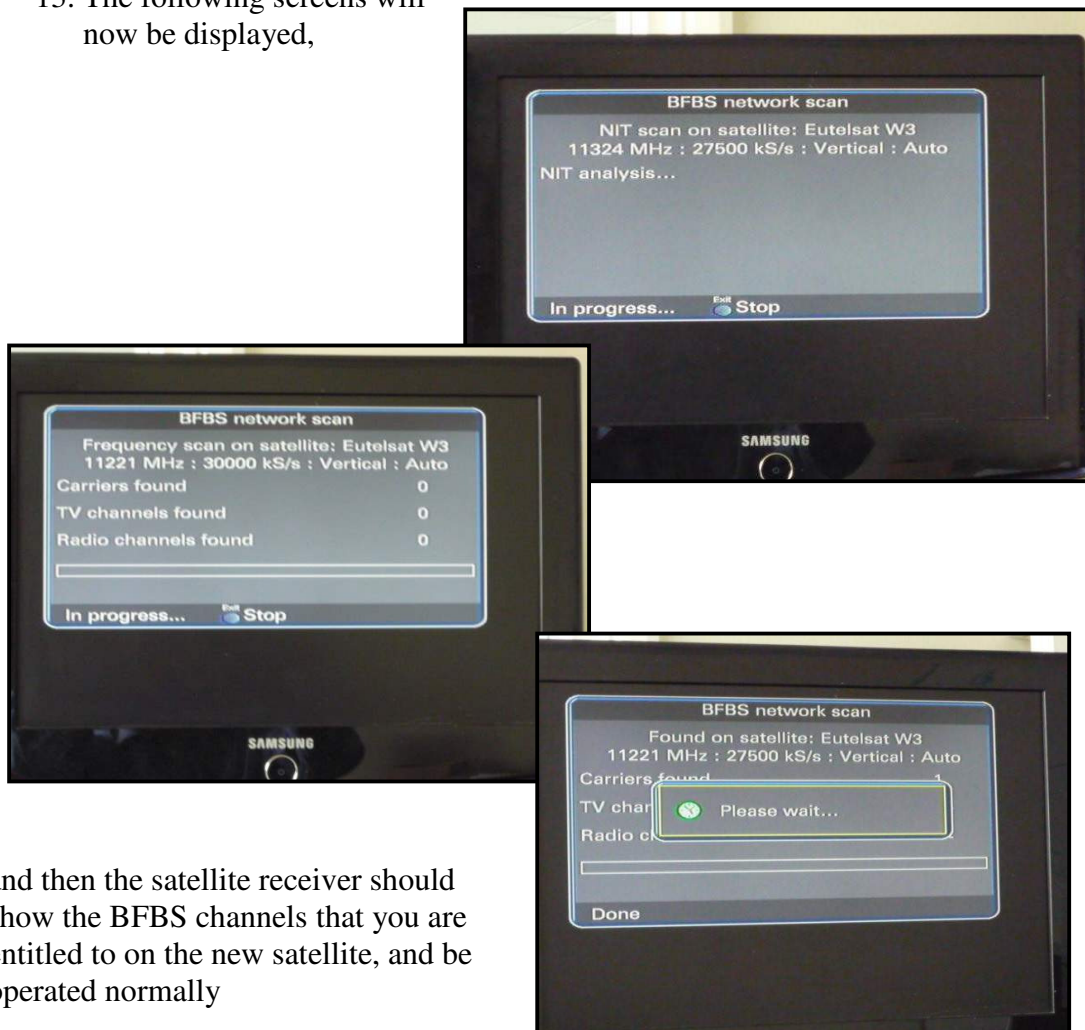 13. The following screens will
now be displayed,
BFBS network scan
NIT scan on satellite: Eutelsat W3
11324 MHz : 27500 kS/s : Vertical : Auto
NIT analysis...
In progress... Exit Stop
SAMSUNG
BFBS network scan
Frequency scan on satellite: Eutelsat W3
11221 MHz : 30000 kS/s : Vertical : Auto
Carriers found 0
TV channels found 0
Radio channels found 0
In progress... Exit Stop
SAMSUNG
BFBS network scan
Found on satellite: Eutelsat W3
11221 MHz : 27500 kS/s : Vertical : Auto
Carriers found 1
TV chan
Please wait...
Radio c
Done
and then the satellite receiver should
show the BFBS channels that you are
entitled to on the new satellite, and be
operated normally